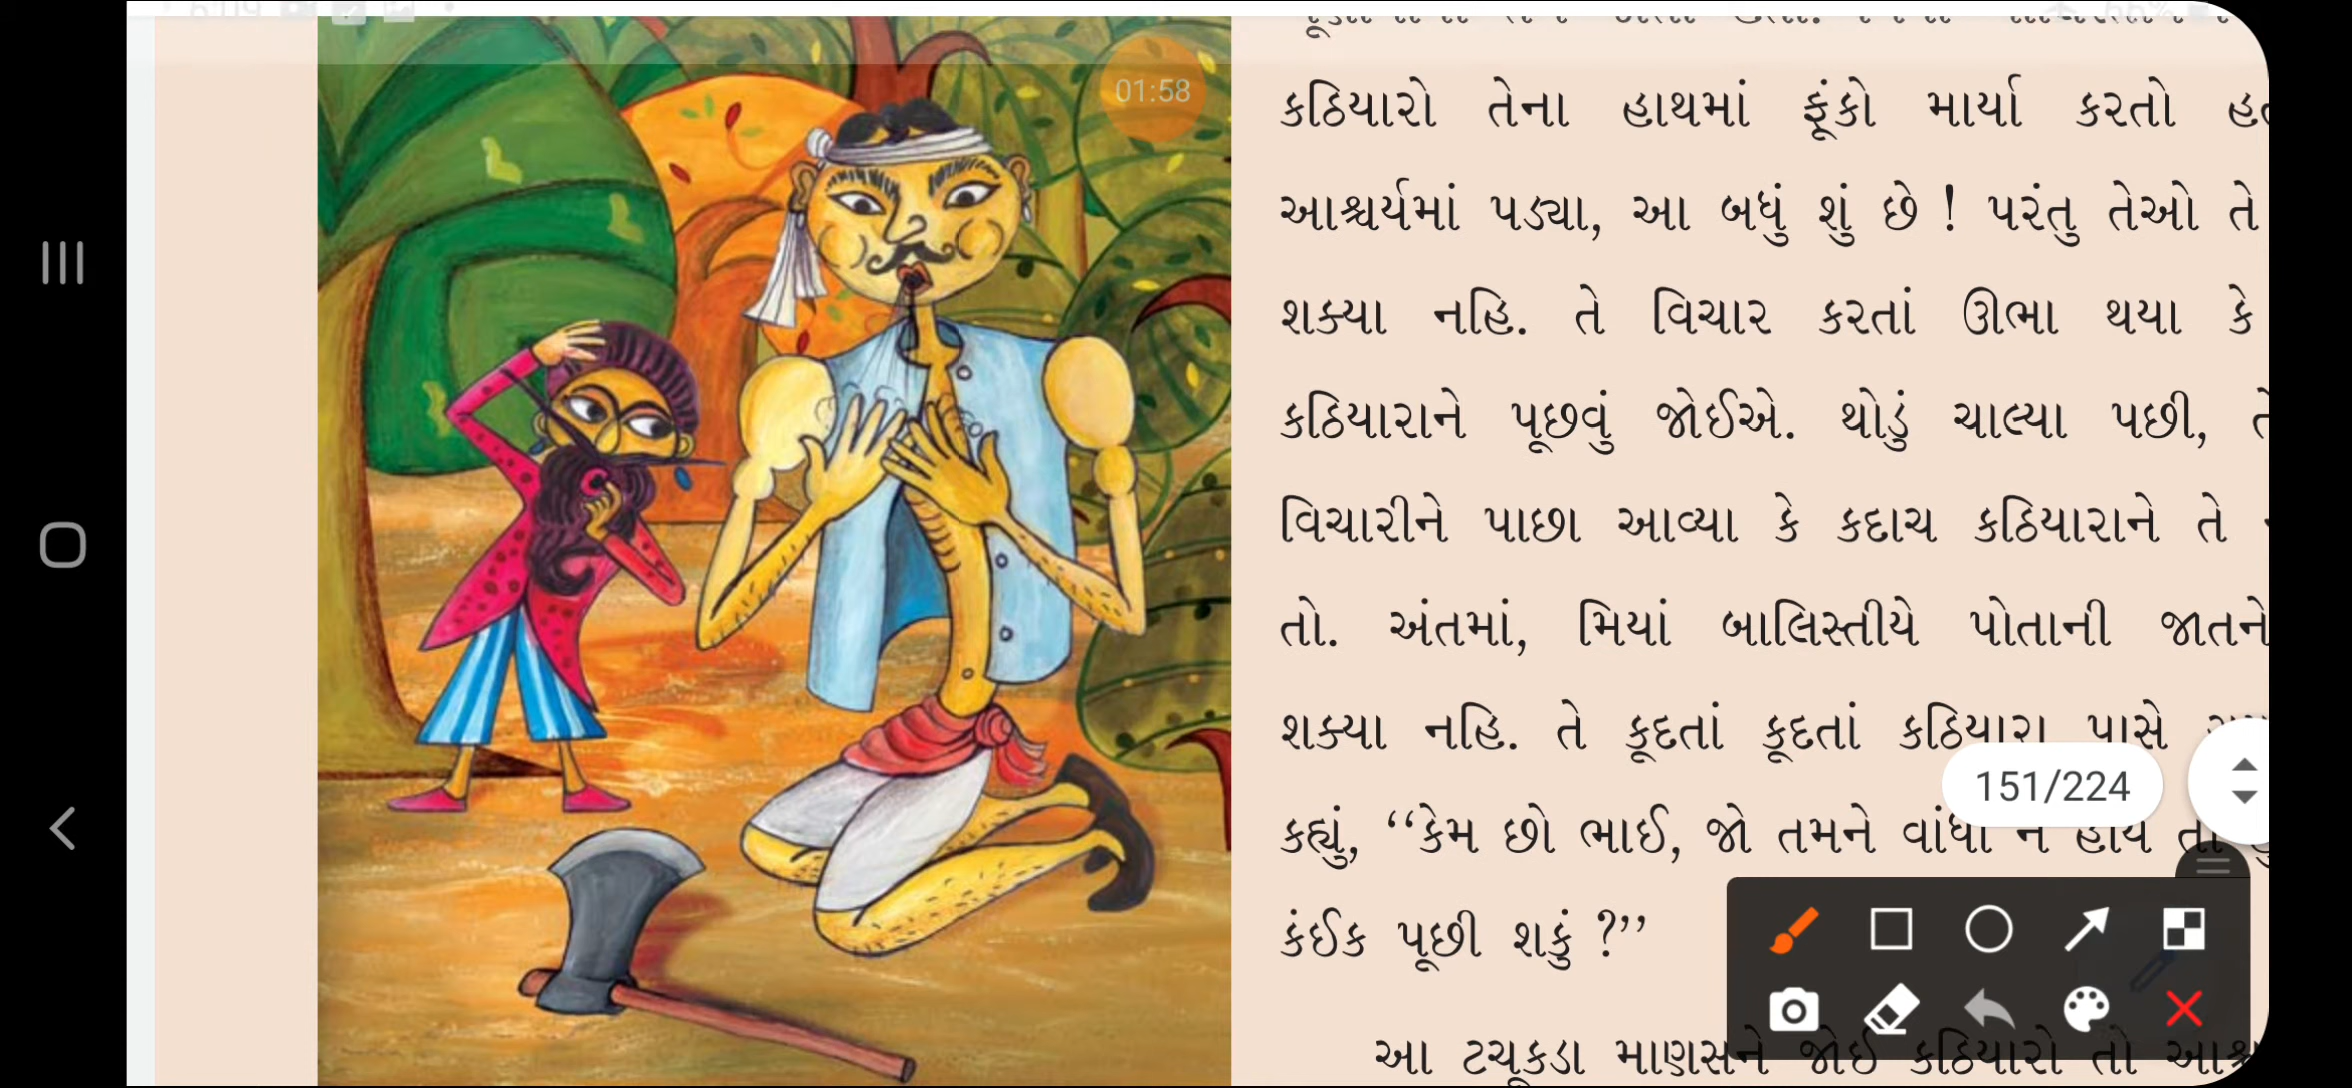 01:58
કઠિયારો તેના હાથમાં ફૂંકો માર્યા કરતો
આશ્ચર્યમાં પડ્યા, આ બધું શું છે ! પરંતુ તેઓ તે
શક્યા નહિ. તે વિચાર કરતાં ઊભા થયા કે
કઠિયારાને પૂછવું જોઈએ. થોડું ચાલ્યા પછી,
વિચારીને પાછા આવ્યા કે કદાચ કઠિયારાને તે
તો. અંતમાં, મિયાં બાલિસ્તીયે પોતાની જાતને
શક્યા નહિ. તે કૂદતાં કૂદતાં કઠિયારા પાસે
151/224
કહ્યું, “કેમ છો ભાઈ, જો તમને વાંધો ન હોય તો
કંઈક પૂછી શકું ?”
આ ટચૂકડા માણસને જોઈ કઠિયારો તો